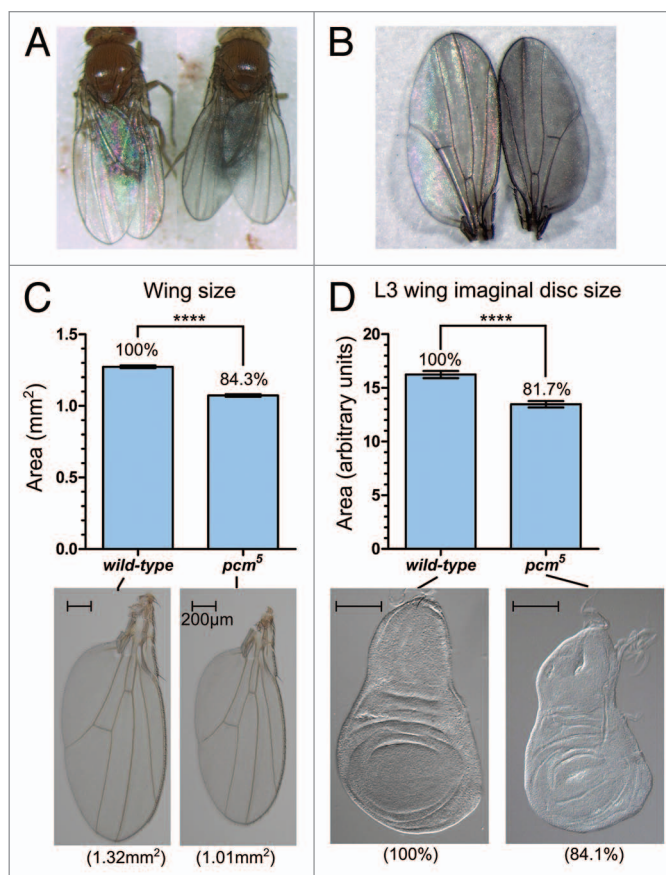 A
B
C
Wing size
****
100%
84.3%
Area (mm²)
1.5
1.0
0.5
0.0
wild-type
pcm⁵
200µm
(1.32mm²)
(1.01mm²)
D
L3 wing imaginal disc size
****
100%
81.7%
Area (arbitrary units)
20
15
10
5
0
wild-type
pcm⁵
(100%)
(84.1%)